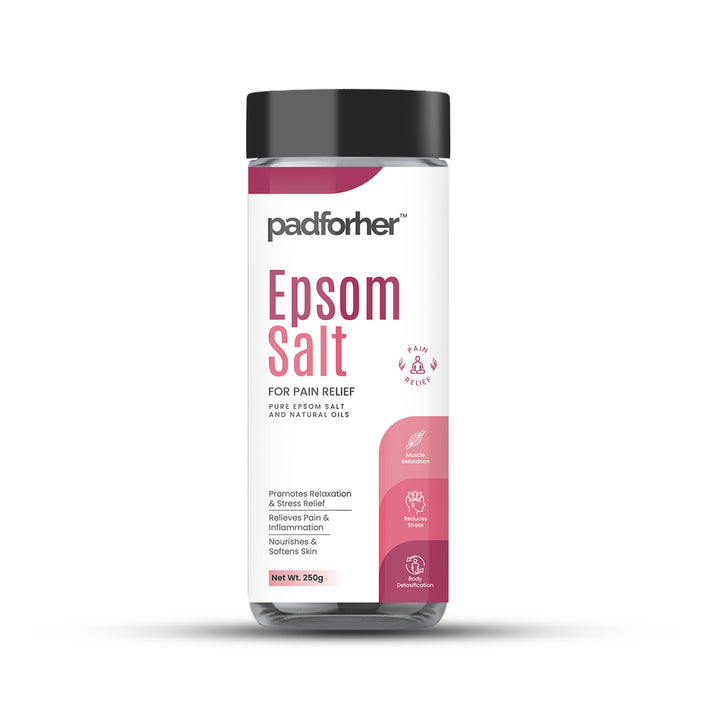 padforher™
Epsom
Salt
FOR PAIN RELIEF
PURE EPSOM SALT
AND NATURAL OILS
PAIN
RELIEF
Muscle
Relaxation
Promotes Relaxation
& Stress Relief
Relieves Pain &
Inflammation
Nourishes &
Softens Skin
Reduces
Stress
Body
Detoxification
Net Wt. 250g